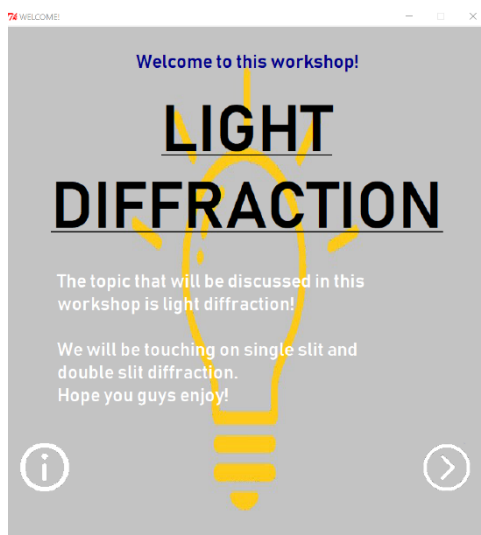 WELCOME!
Welcome to this workshop!
LIGHT
DIFFRACTION
The topic that will be discussed in this
workshop is light diffraction!
We will be touching on single slit and
double slit diffraction.
Hope you guys enjoy!